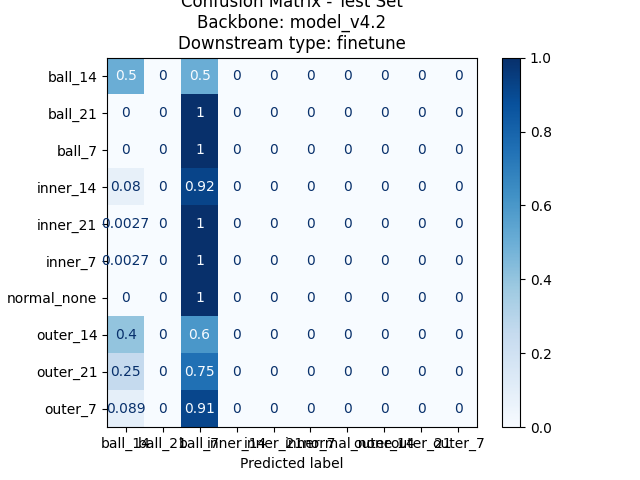 Confusion Matrix - Test Set
Backbone: model_v4.2
Downstream type: finetune
ball_14 0.5 0 0.5 0 0 0 0 0 0 0
ball_21 0 0 1 0 0 0 0 0 0 0
ball_7 0 0 1 0 0 0 0 0 0 0
inner_14 0.08 0 0.92 0 0 0 0 0 0 0
inner_21 0.0027 0 1 0 0 0 0 0 0 0
inner_7 0.0027 0 1 0 0 0 0 0 0 0
normal_none 0 0 1 0 0 0 0 0 0 0
outer_14 0.4 0 0.6 0 0 0 0 0 0 0
outer_21 0.25 0 0.75 0 0 0 0 0 0 0
outer_7 0.089 0 0.91 0 0 0 0 0 0 0
ball_14 ball_21 ball_7 inner_14 inner_21 inner_7 normal_none outer_14 outer_21 outer_7
Predicted label
1.0
0.8
0.6
0.4
0.2
0.0